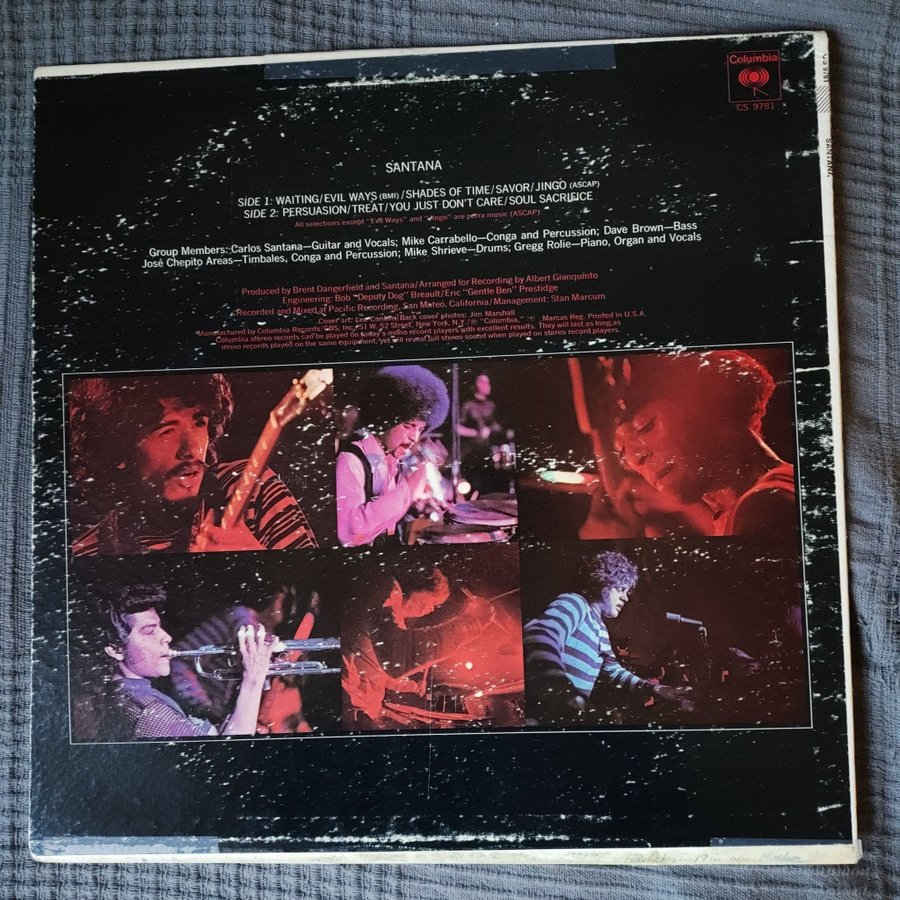 Columbia
CS 9781
CS 9781
SANTANA
SANTANA
SIDE 1: WAITING/EVIL WAYS (BMI)/SHADES OF TIME/SAVOR/JINGO (ASCAP)
SIDE 2: PERSUASION/TREAT/YOU JUST DON'T CARE/SOUL SACRIFICE
All selections except "Evil Ways" and "Jingo" are petra music (ASCAP)
Group Members: Carlos Santana—Guitar and Vocals; Mike Carrabello—Conga and Percussion; Dave Brown—Bass
José Chepito Areas—Timbales, Conga and Percussion; Mike Shrieve—Drums; Gregg Rolie—Piano, Organ and Vocals
Produced by Brent Dangerfield and Santana/Arranged for Recording by Albert Gianquinto
Engineering: Bob "Deputy Dog" Breault/Eric "Gentle Ben" Prestidge
Recorded and Mixed at Pacific Recording, San Mateo, California/Management: Stan Marcum
Cover art: Lee Back cover photos: Jim Marshall
Manufactured by Columbia Records/CBS, Inc./51 W. 52 Street, New York, N.Y./℗ "Columbia," Marcas Reg. Printed in U.S.A.
Columbia stereo records can be played on today's mono record players with excellent results. They will last as long as
mono records played on the same equipment, yet will reveal full stereo sound when played on stereo record players.